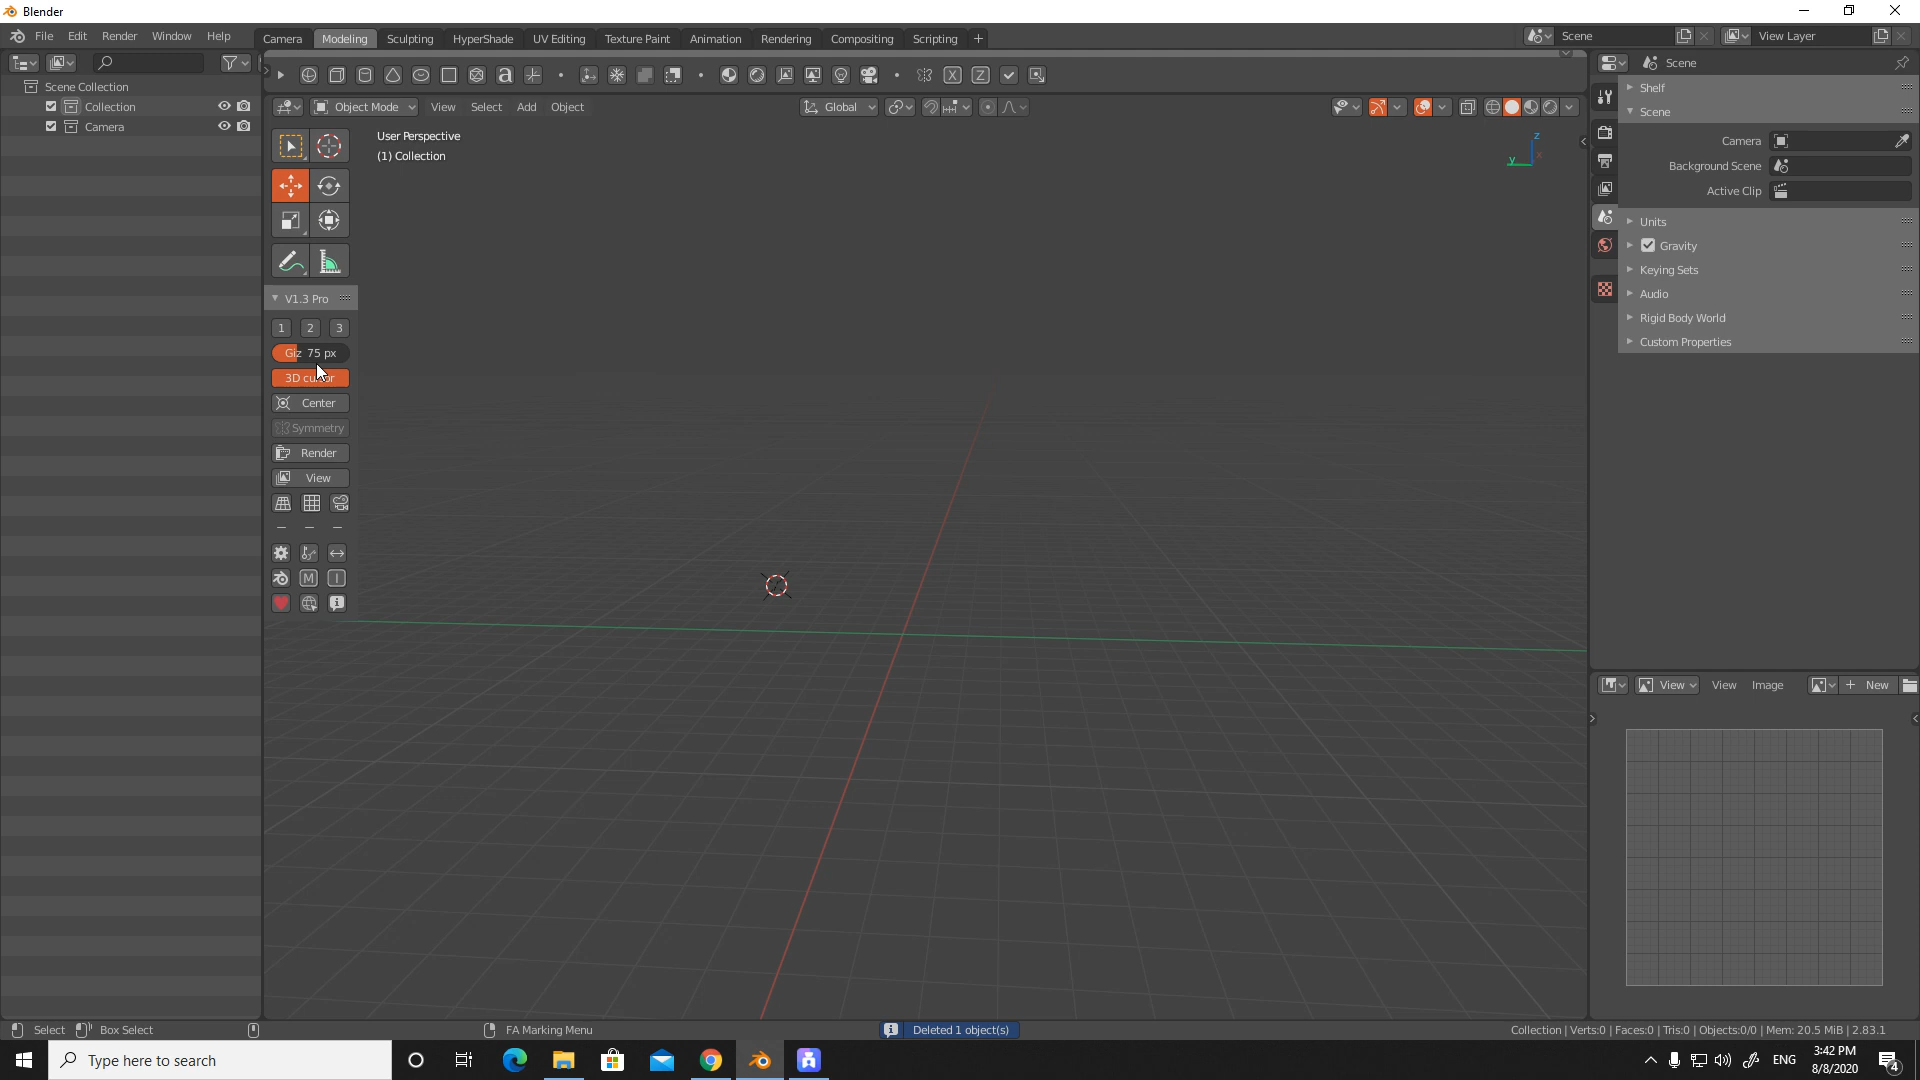 Blender
File Edit Render Window Help
Camera Modeling Sculpting HyperShade UV Editing Texture Paint Animation Rendering Compositing Scripting +
Scene
View Layer
Scene Collection
Collection
Camera
X Z
Object Mode View Select Add Object
Global
User Perspective
(1) Collection
z
y
x
V1.3 Pro
1 2 3
Giz 75 px
3D cursor
Center
Symmetry
Render
View
M I
Scene
Shelf
Scene
Camera
Background Scene
Active Clip
Units
Gravity
Keying Sets
Audio
Rigid Body World
Custom Properties
View View Image + New
Select Box Select
FA Marking Menu
Deleted 1 object(s)
Collection | Verts:0 | Faces:0 | Tris:0 | Objects:0/0 | Mem: 20.5 MiB | 2.83.1
Type here to search
ENG
3:42 PM
8/8/2020
4